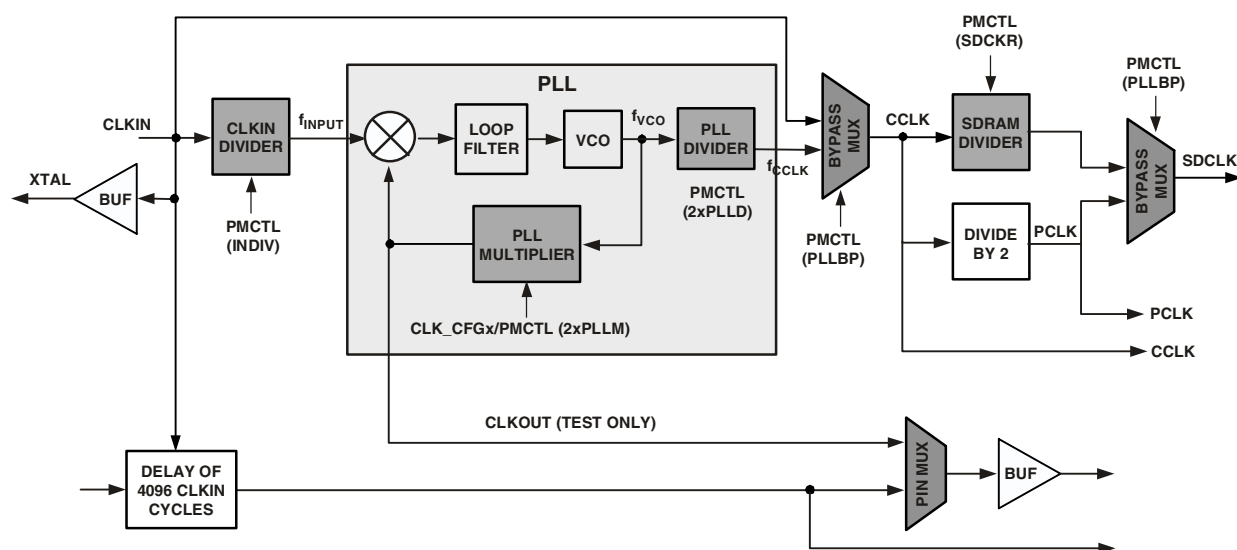 PMCTL
(SDCKR)
PMCTL
(PLLBP)
PLL
CLKIN
CLKIN
DIVIDER
fINPUT
LOOP
FILTER
VCO
fVCO
PLL
DIVIDER
fCCLK
BYPASS
MUX
CCLK
SDRAM
DIVIDER
BYPASS
MUX
SDCLK
XTAL
BUF
PMCTL
(INDIV)
PMCTL
(2xPLLD)
PLL
MULTIPLIER
PMCTL
(PLLBP)
DIVIDE
BY 2
PCLK
CLK_CFGx/PMCTL (2xPLLM)
PCLK
CCLK
CLKOUT (TEST ONLY)
DELAY OF
4096 CLKIN
CYCLES
PIN MUX
BUF